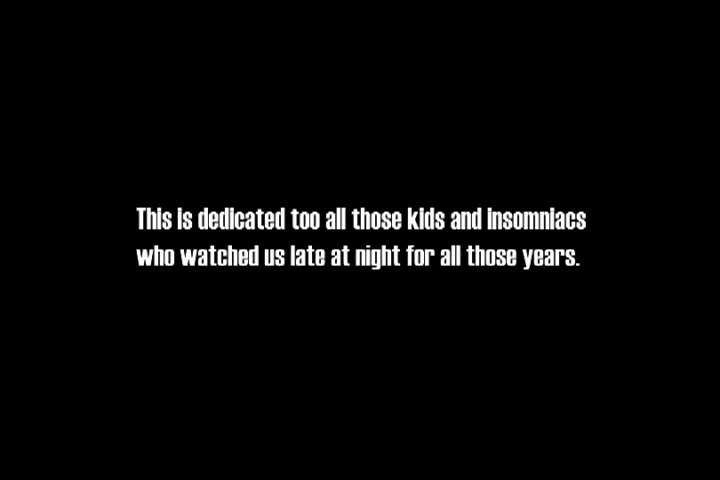 This is dedicated too all those kids and insomniacs
who watched us late at night for all those years.